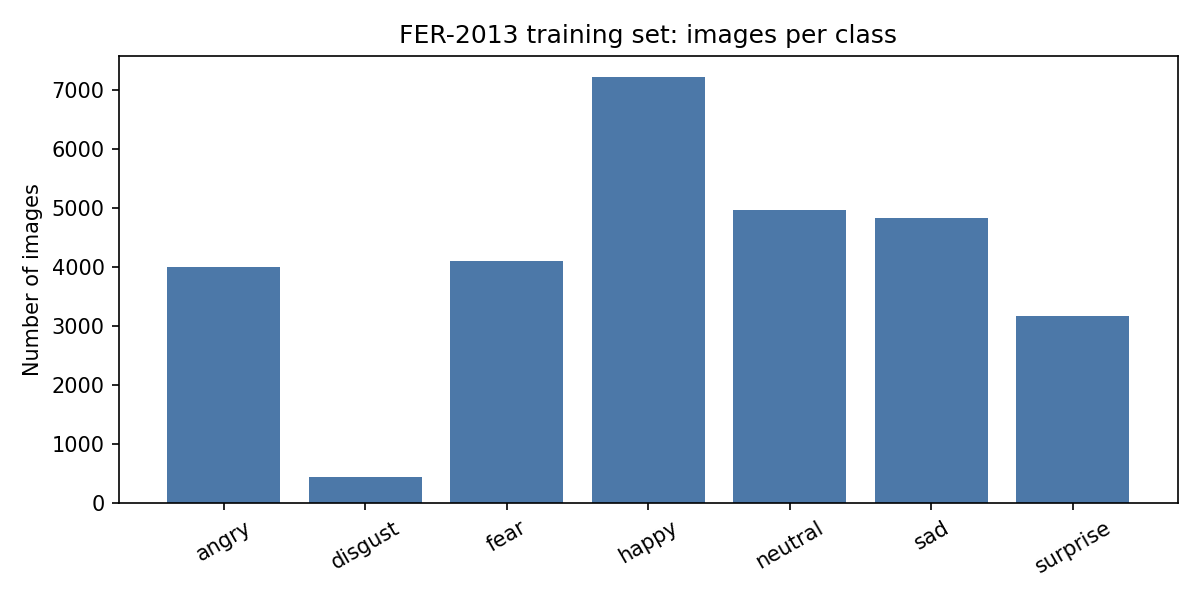 FER-2013 training set: images per class
Number of images
7000
6000
5000
4000
3000
2000
1000
0
angry
disgust
fear
happy
neutral
sad
surprise